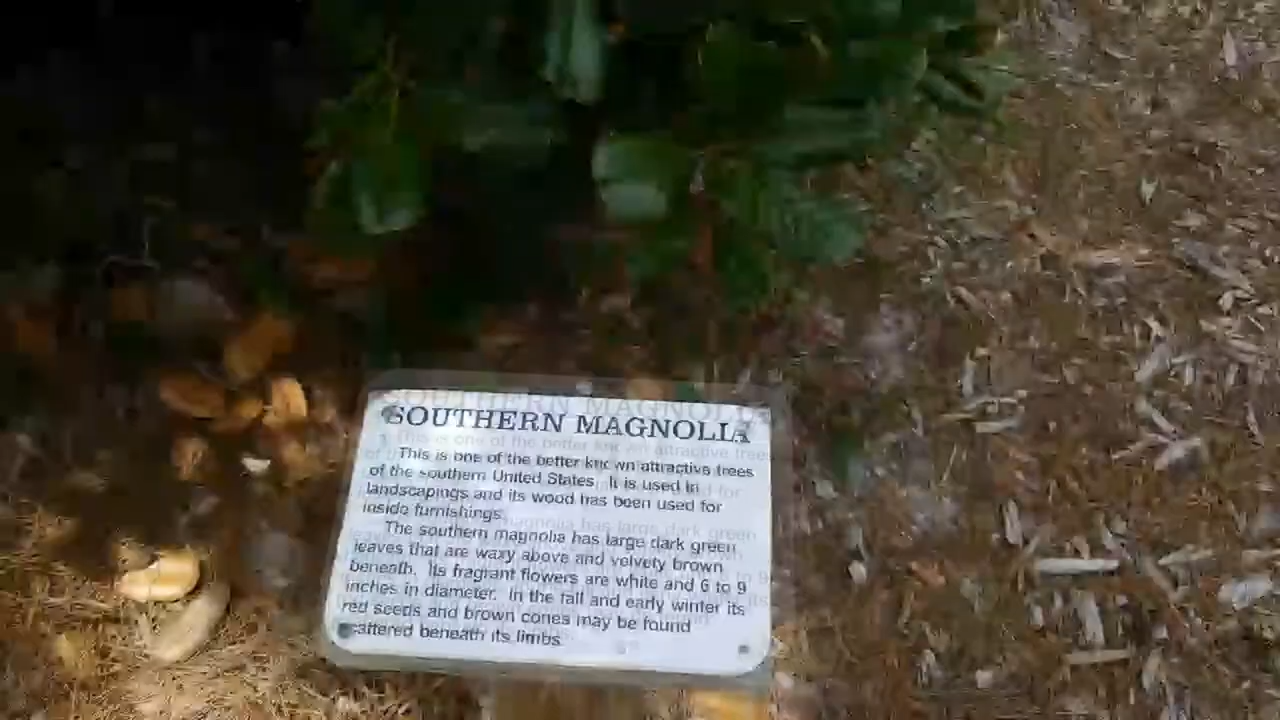 SOUTHERN MAGNOLIA
This is one of the better known attractive trees
of the southern United States. It is used in
landscapings and its wood has been used for
inside furnishings.
The southern magnolia has large dark green
leaves that are waxy above and velvety brown
beneath. Its fragrant flowers are white and 6 to 9
inches in diameter. In the fall and early winter its
red seeds and brown cones may be found
scattered beneath its limbs.